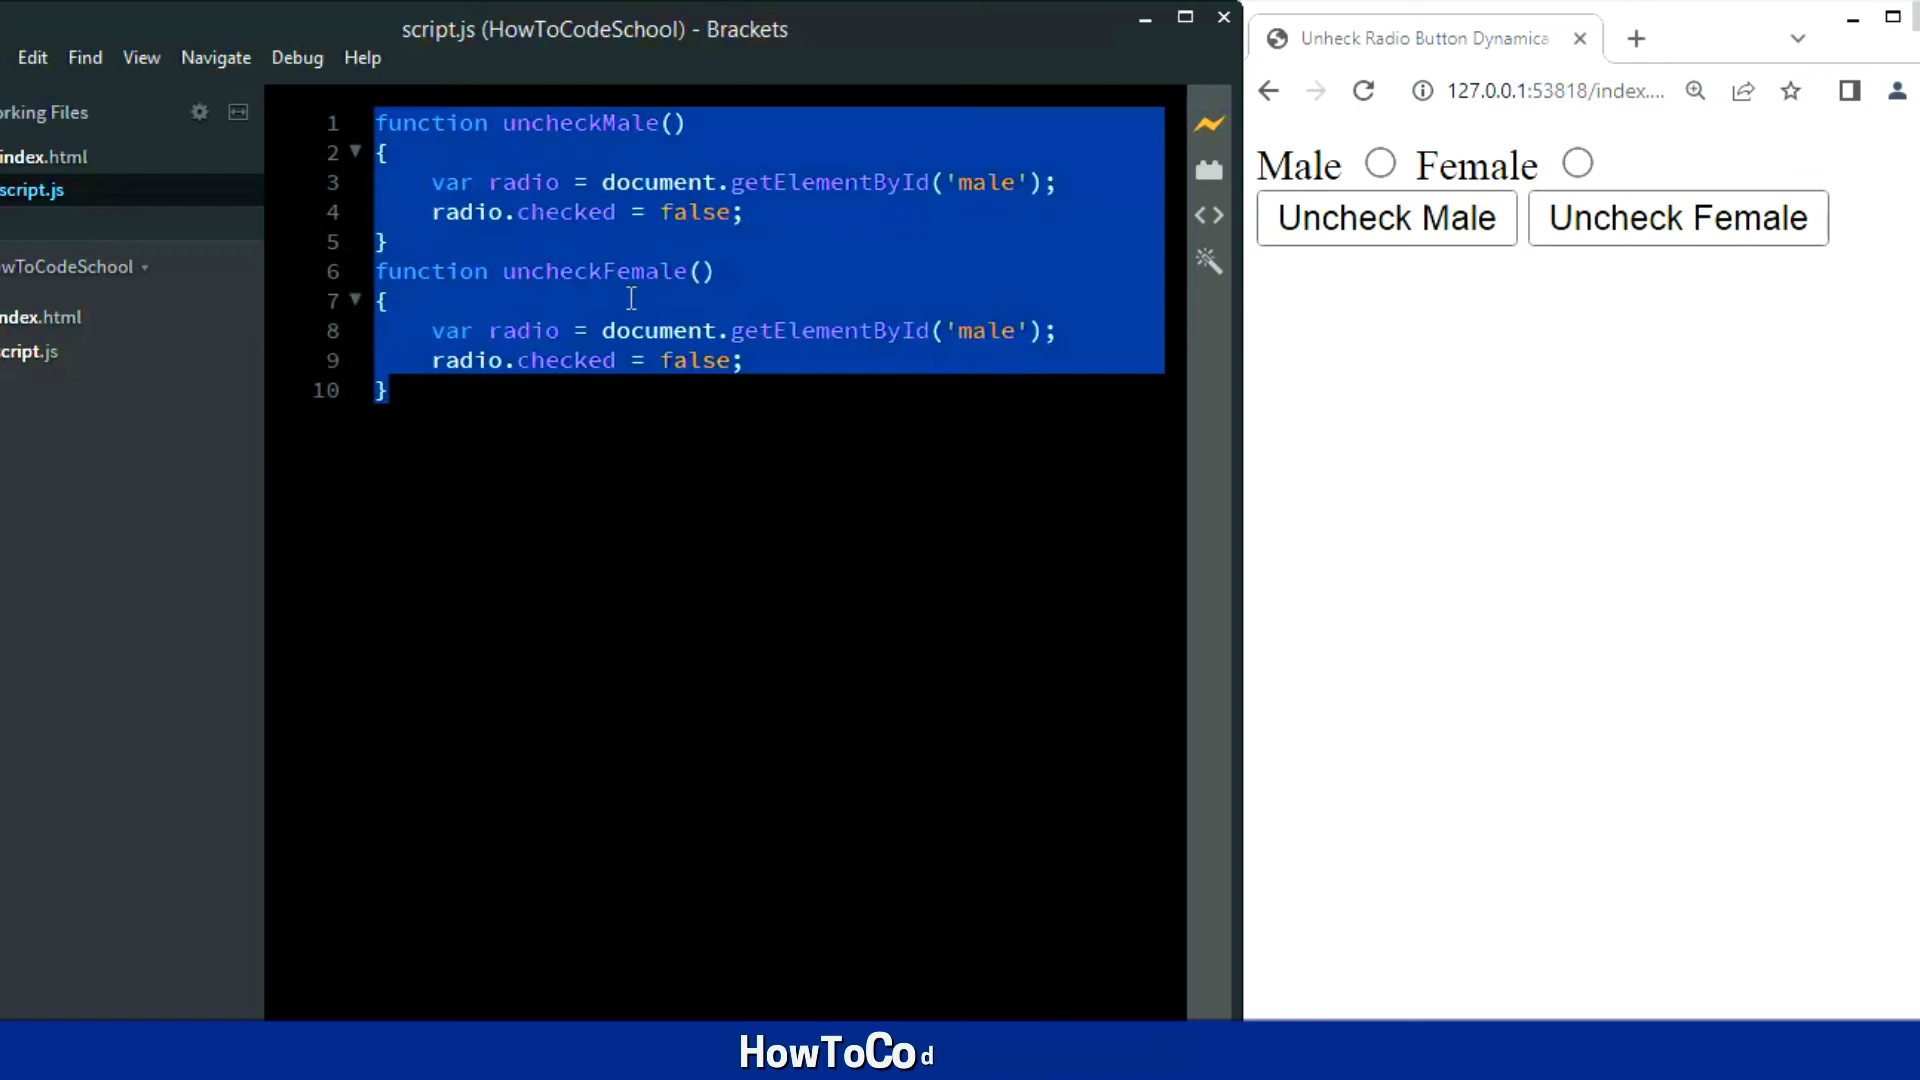 script.js (HowToCodeSchool) - Brackets
Edit Find View Navigate Debug Help
orking Files
index.html
script.js
wToCodeSchool
ndex.html
cript.js
1 function uncheckMale()
2 {
3 var radio = document.getElementById('male');
4 radio.checked = false;
5 }
6 function uncheckFemale()
7 {
8 var radio = document.getElementById('male');
9 radio.checked = false;
10 }
Unheck Radio Button Dynamica
127.0.0.1:53818/index....
Male Female
Uncheck Male Uncheck Female
HowToCod